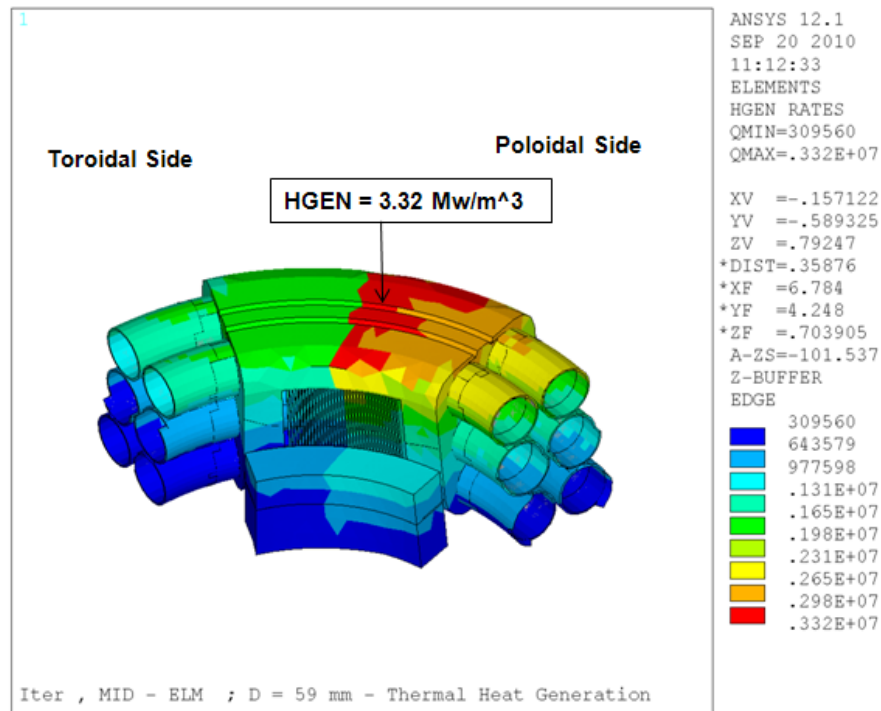 1
Toroidal Side
Poloidal Side
HGEN = 3.32 Mw/m^3
ANSYS 12.1
SEP 20 2010
11:12:33
ELEMENTS
HGEN RATES
QMIN=309560
QMAX=.332E+07
XV =-.157122
YV =-.589325
ZV =.79247
*DIST=.35876
*XF =6.784
*YF =4.248
*ZF =.703905
A-ZS=-101.537
Z-BUFFER
EDGE
309560
643579
977598
.131E+07
.165E+07
.198E+07
.231E+07
.265E+07
.298E+07
.332E+07
Iter , MID - ELM ; D = 59 mm - Thermal Heat Generation